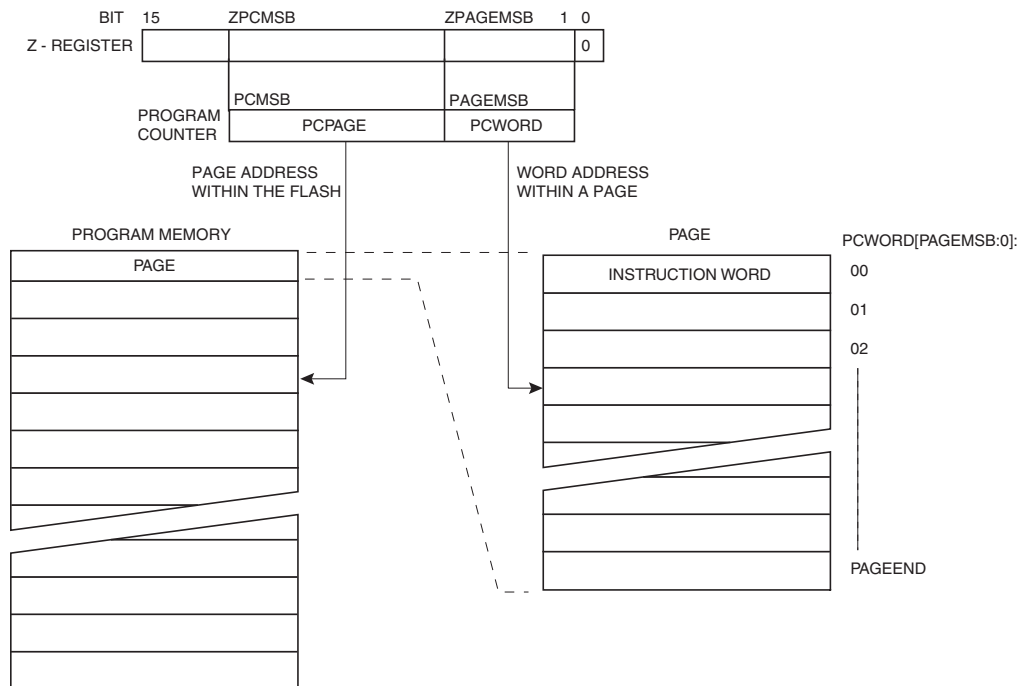 BIT 15 ZPCMSB ZPAGEMSB 1 0
Z - REGISTER 0
PCMSB PAGEMSB
PROGRAM
COUNTER
PCPAGE PCWORD
PAGE ADDRESS
WITHIN THE FLASH
WORD ADDRESS
WITHIN A PAGE
PROGRAM MEMORY
PAGE
PAGE
PCWORD[PAGEMSB:0]:
INSTRUCTION WORD
00
01
02
PAGEEND